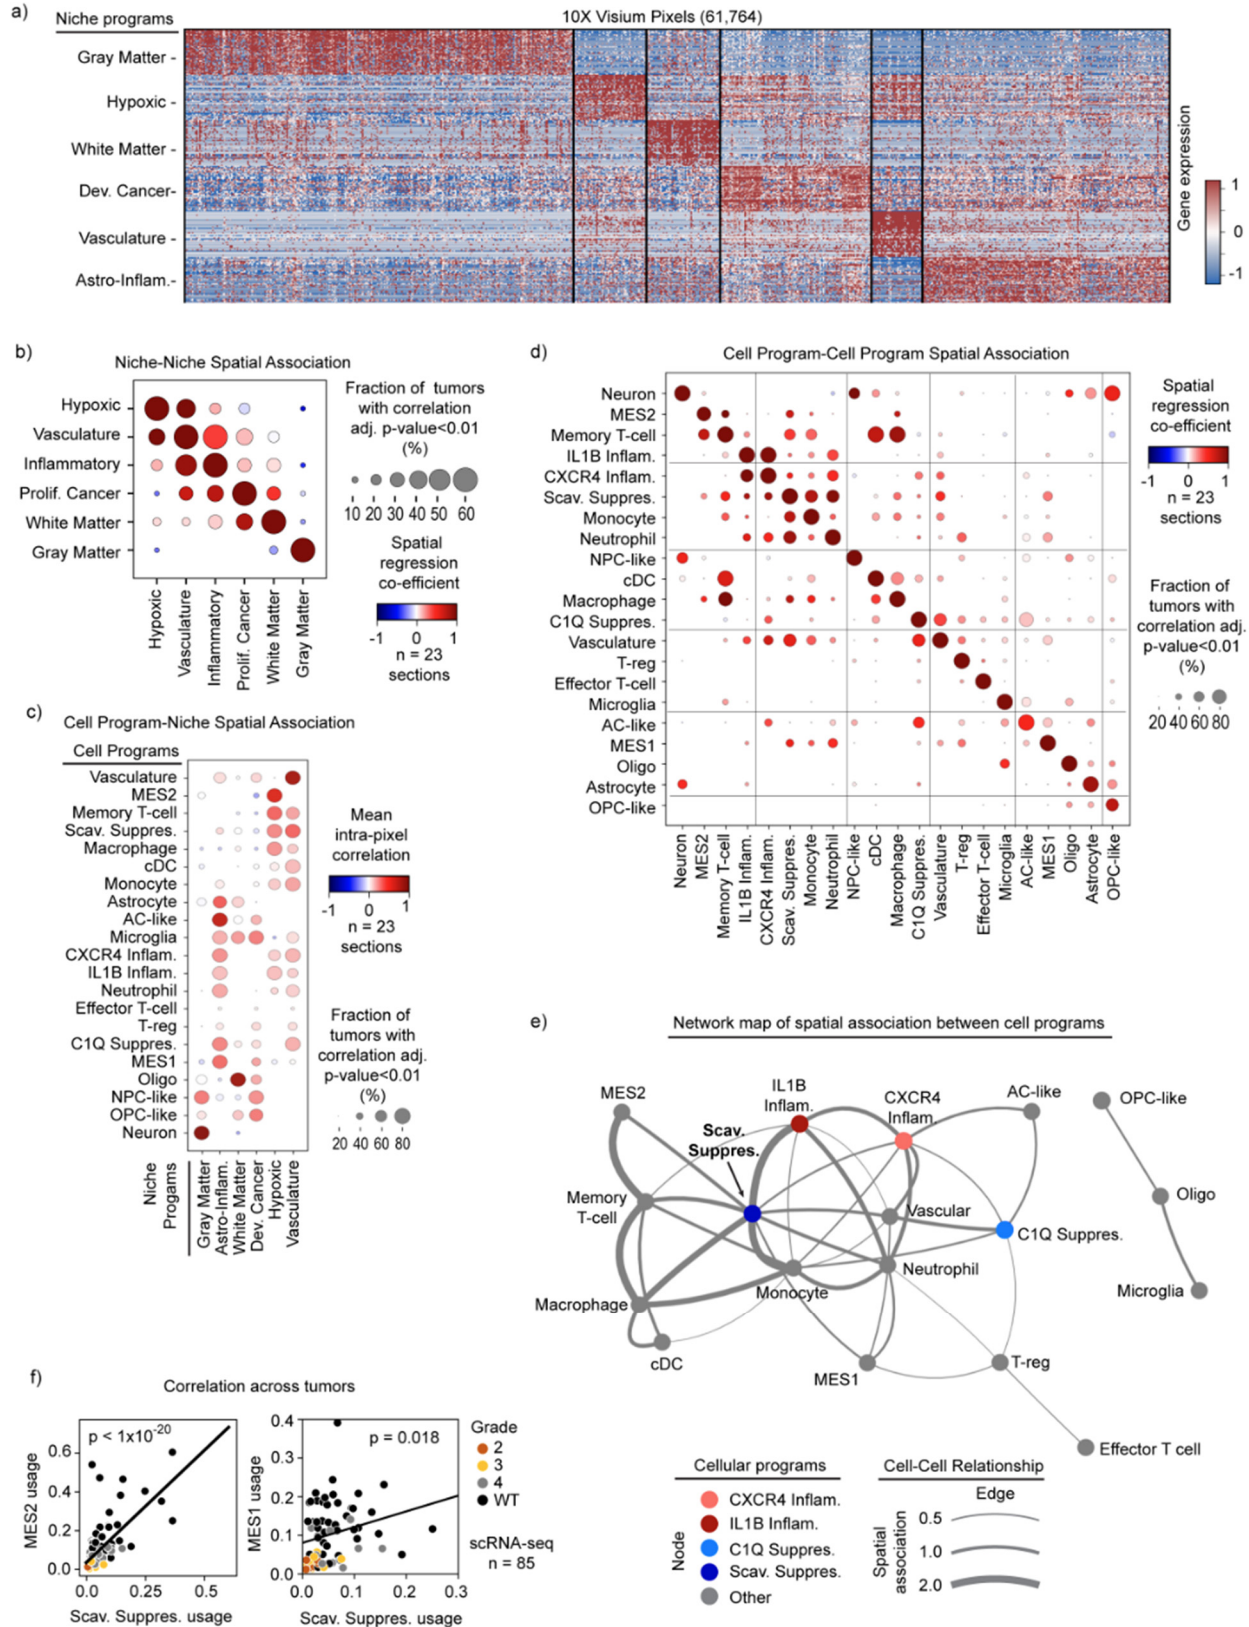 a)
Niche programs
10X Visium Pixels (61,764)
Gray Matter -
Hypoxic -
White Matter -
Dev. Cancer-
Vasculature -
Astro-Inflam.-
Gene expression
1
0
-1
b)
Niche-Niche Spatial Association
Hypoxic
Vasculature
Inflammatory
Prolif. Cancer
White Matter
Gray Matter
Hypoxic
Vasculature
Inflammatory
Prolif. Cancer
White Matter
Gray Matter
Fraction of tumors
with correlation
adj. p-value<0.01
(%)
10 20 30 40 50 60
Spatial
regression
co-efficient
-1 0 1
n = 23
sections
c)
Cell Program-Niche Spatial Association
Cell Programs
Vasculature
MES2
Memory T-cell
Scav. Suppres.
Macrophage
cDC
Monocyte
Astrocyte
AC-like
Microglia
CXCR4 Inflam.
IL1B Inflam.
Neutrophil
Effector T-cell
T-reg
C1Q Suppres.
MES1
Oligo
NPC-like
OPC-like
Neuron
Niche
Progams
Gray Matter
Astro-Inflam.
White Matter
Dev. Cancer
Hypoxic
Vasculature
Mean
intra-pixel
correlation
-1 0 1
n = 23
sections
Fraction of
tumors with
correlation adj.
p-value<0.01
(%)
20 40 60 80
d)
Cell Program-Cell Program Spatial Association
Neuron
MES2
Memory T-cell
IL1B Inflam.
CXCR4 Inflam.
Scav. Suppres.
Monocyte
Neutrophil
NPC-like
cDC
Macrophage
C1Q Suppres.
Vasculature
T-reg
Effector T-cell
Microglia
AC-like
MES1
Oligo
Astrocyte
OPC-like
Neuron
MES2
Memory T-cell
IL1B Inflam.
CXCR4 Inflam.
Scav. Suppres.
Monocyte
Neutrophil
NPC-like
cDC
Macrophage
C1Q Suppres.
Vasculature
T-reg
Effector T-cell
Microglia
AC-like
MES1
Oligo
Astrocyte
OPC-like
Spatial
regression
co-efficient
-1 0 1
n = 23
sections
Fraction of
tumors with
correlation adj.
p-value<0.01
(%)
20 40 60 80
e)
Network map of spatial association between cell programs
MES2
IL1B
Inflam.
CXCR4
Inflam.
AC-like
OPC-like
Scav.
Suppres.
Memory
T-cell
Vascular
C1Q Suppres.
Oligo
Neutrophil
Monocyte
Macrophage
Microglia
cDC
MES1
T-reg
Effector T cell
Cellular programs
Node
CXCR4 Inflam.
IL1B Inflam.
C1Q Suppres.
Scav. Suppres.
Other
Cell-Cell Relationship
Edge
Spatial
association
0.5
1.0
2.0
f)
Correlation across tumors
p < 1x10-20
MES2 usage
0.6
0.4
0.2
0.0
0.0 0.25 0.5
Scav. Suppres. usage
p = 0.018
MES1 usage
0.4
0.3
0.2
0.1
0.0
0.0 0.1 0.2 0.3
Scav. Suppres. usage
Grade
2
3
4
WT
scRNA-seq
n = 85